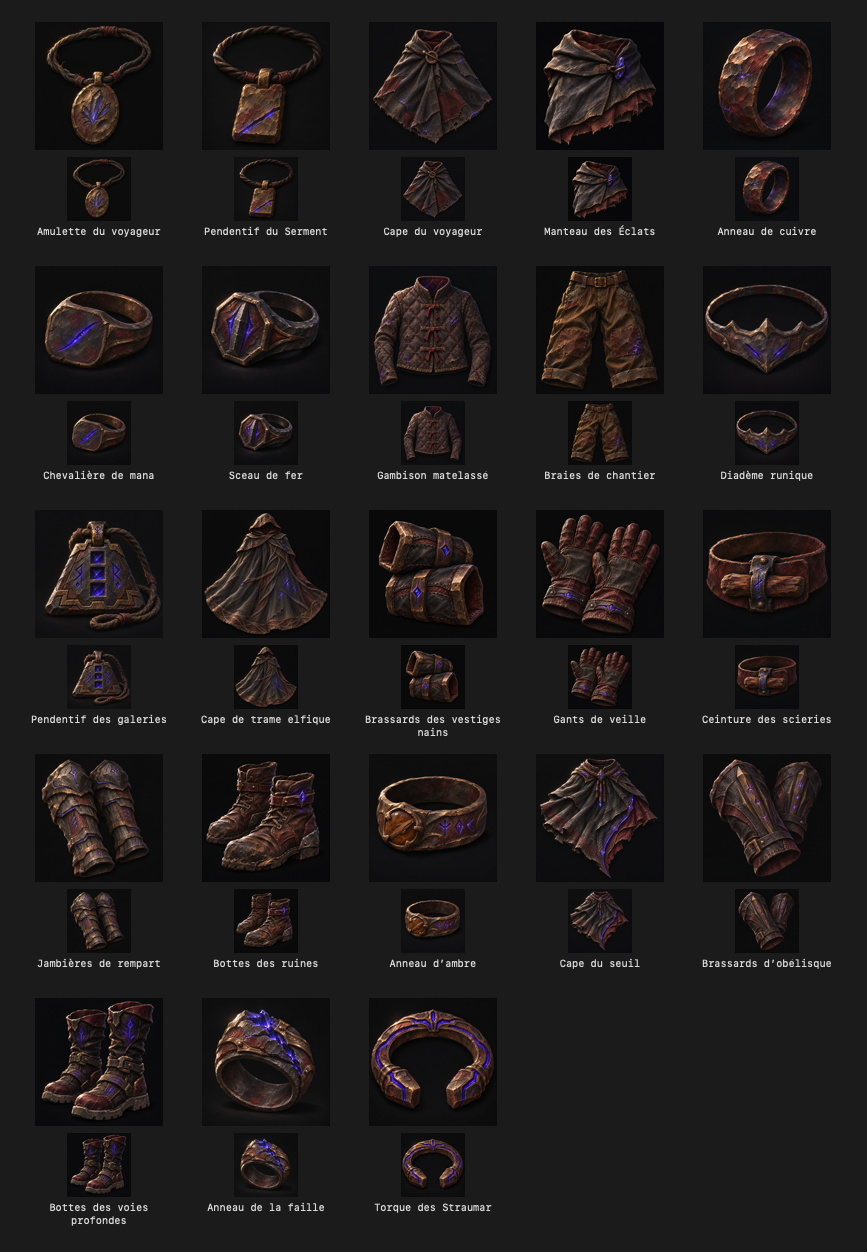 Amulette du voyageur
Pendentif du Serment
Cape du voyageur
Manteau des Éclats
Anneau de cuivre
Chevalière de mana
Sceau de fer
Gambison matelassé
Braies de chantier
Diadème runique
Pendentif des galeries
Cape de trame elfique
Brassards des vestiges
nains
Gants de veille
Ceinture des scieries
Jambières de rempart
Bottes des ruines
Anneau d’ambre
Cape du seuil
Brassards d’obélisque
Bottes des voies
profondes
Anneau de la faille
Torque des Straumar